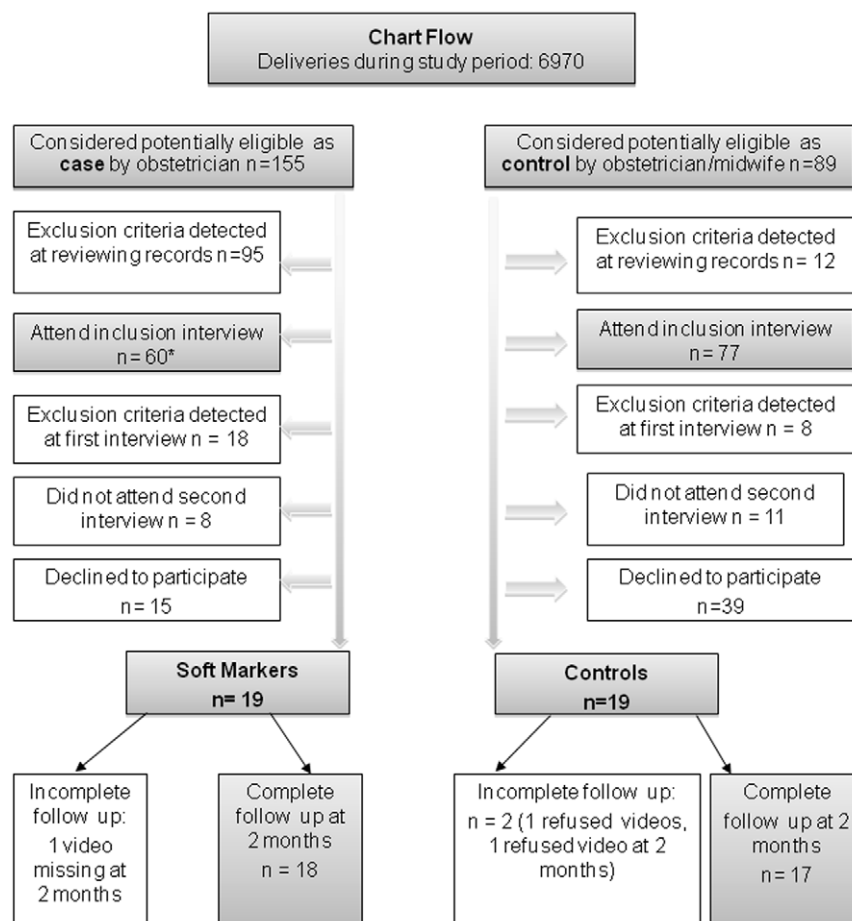 Chart Flow
Deliveries during study period: 6970
Considered potentially eligible as
case by obstetrician n=155
Considered potentially eligible as
control by obstetrician/midwife n=89
Exclusion criteria detected
at reviewing records n=95
Exclusion criteria detected
at reviewing records n= 12
Attend inclusion interview
n= 60*
Attend inclusion interview
n= 77
Exclusion criteria detected
at first interview n = 18
Exclusion criteria detected
at first interview n = 8
Did not attend second
interview n = 8
Did not attend second
interview n = 11
Declined to participate
n= 15
Declined to participate
n=39
Soft Markers
n= 19
Controls
n=19
Incomplete
follow up:
1 video
missing at
2 months
Complete
follow up at
2 months
n = 18
Incomplete follow up:
n = 2 (1 refused videos,
1 refused video at 2
months)
Complete
follow up at 2
months
n = 17